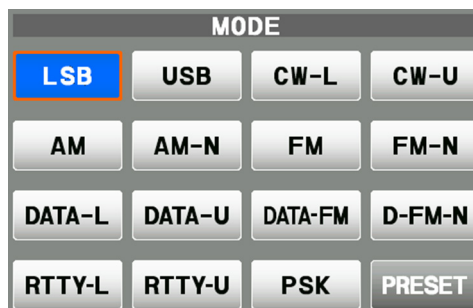 MODE
LSB USB CW-L CW-U
AM AM-N FM FM-N
DATA-L DATA-U DATA-FM D-FM-N
RTTY-L RTTY-U PSK PRESET